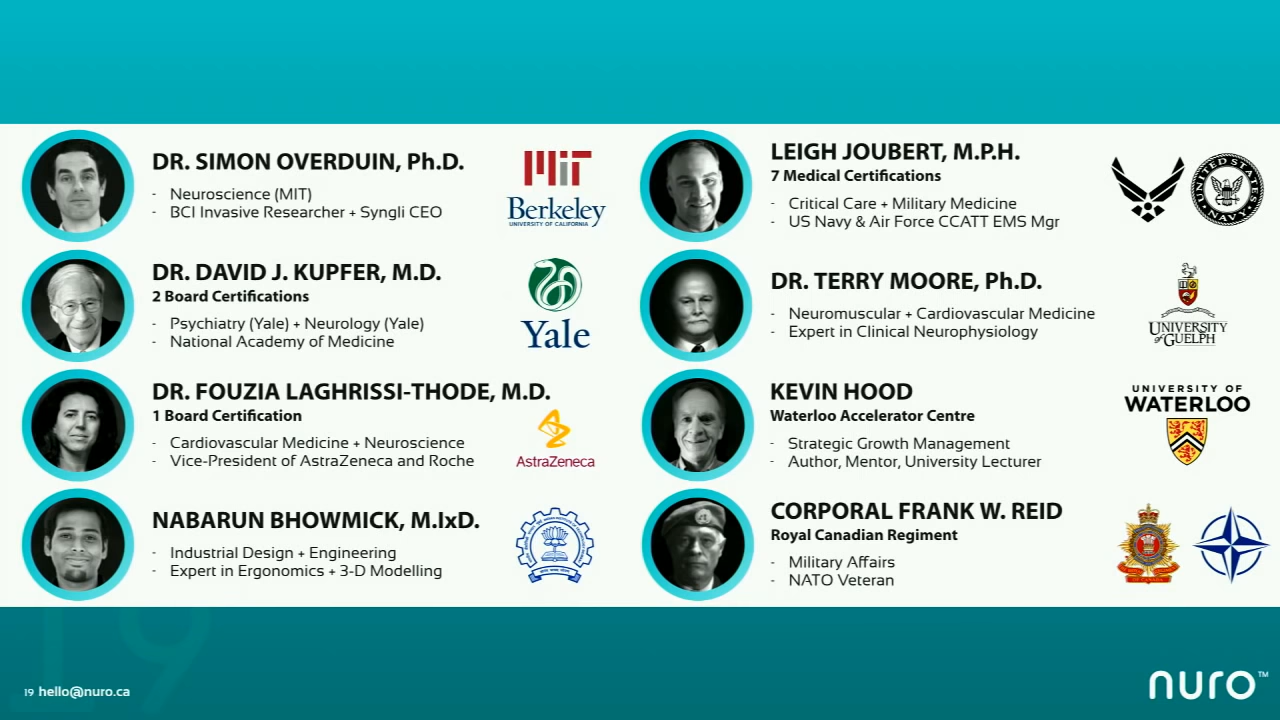 DR. SIMON OVERDUIN, Ph.D.
- Neuroscience (MIT)
- BCI Invasive Researcher + Syngli CEO
MiT
Berkeley
UNIVERSITY OF CALIFORNIA
DR. DAVID J. KUPFER, M.D.
2 Board Certifications
- Psychiatry (Yale) + Neurology (Yale)
- National Academy of Medicine
Yale
DR. FOUZIA LAGHRISSI-THODE, M.D.
1 Board Certification
- Cardiovascular Medicine + Neuroscience
- Vice-President of AstraZeneca and Roche
AstraZeneca
NABARUN BHOWMICK, M.IxD.
- Industrial Design + Engineering
- Expert in Ergonomics + 3-D Modelling
LEIGH JOUBERT, M.P.H.
7 Medical Certifications
- Critical Care + Military Medicine
- US Navy & Air Force CCATT EMS Mgr
UNITED STATES
NAVY
DR. TERRY MOORE, Ph.D.
- Neuromuscular + Cardiovascular Medicine
- Expert in Clinical Neurophysiology
UNIVERSITY
of GUELPH
KEVIN HOOD
Waterloo Accelerator Centre
- Strategic Growth Management
- Author, Mentor, University Lecturer
UNIVERSITY OF
WATERLOO
CORPORAL FRANK W. REID
Royal Canadian Regiment
- Military Affairs
- NATO Veteran
19
19 hello@nuro.ca
nuro™